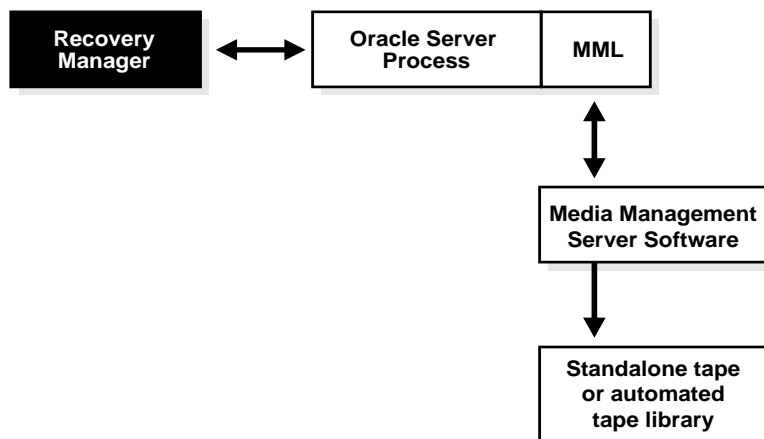 Recovery
Manager
Oracle Server
Process
MML
Media Management
Server Software
Standalone tape
or automated
tape library